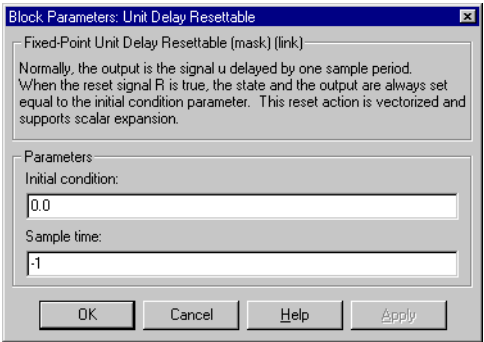 Block Parameters: Unit Delay Resettable
Fixed-Point Unit Delay Resettable (mask) (link)
Normally, the output is the signal u delayed by one sample period.
When the reset signal R is true, the state and the output are always set
equal to the initial condition parameter.  This reset action is vectorized and
supports scalar expansion.
Parameters
Initial condition:
0.0
Sample time:
-1
OK Cancel Help Apply